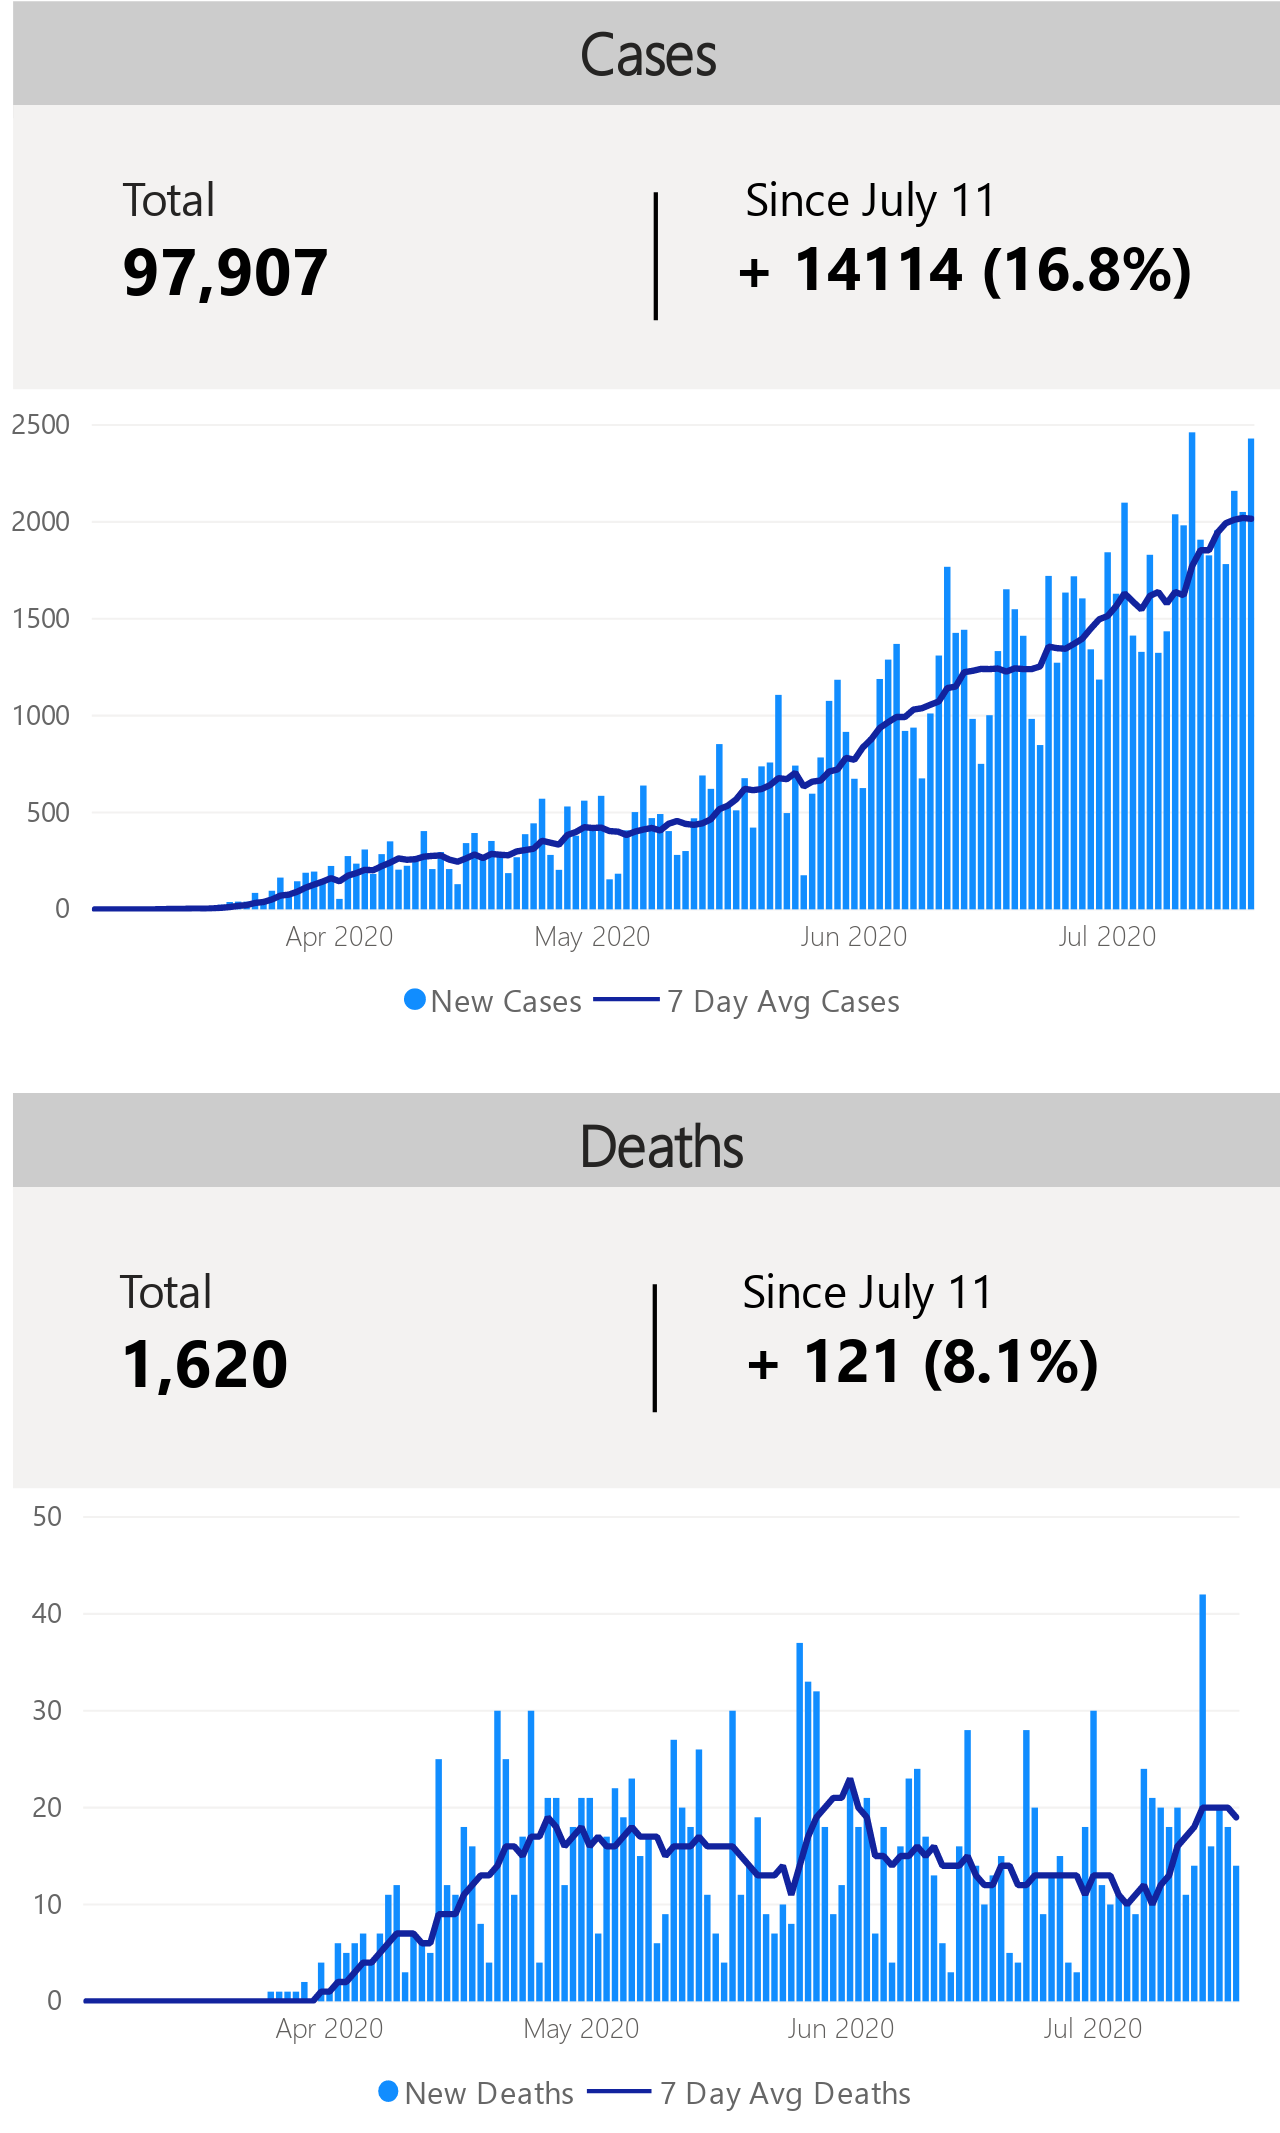 Cases
Total
Since July 11
97,907
+ 14114 (16.8%)
2500
2000
1500
1000
500
0
Apr 2020
May 2020
Jun 2020
Jul 2020
New Cases
7 Day Avg Cases
Deaths
Total
Since July 11
1,620
+ 121 (8.1%)
50
40
30
20
10
0
Apr 2020
May 2020
Jun 2020
Jul 2020
New Deaths
7 Day Avg Deaths